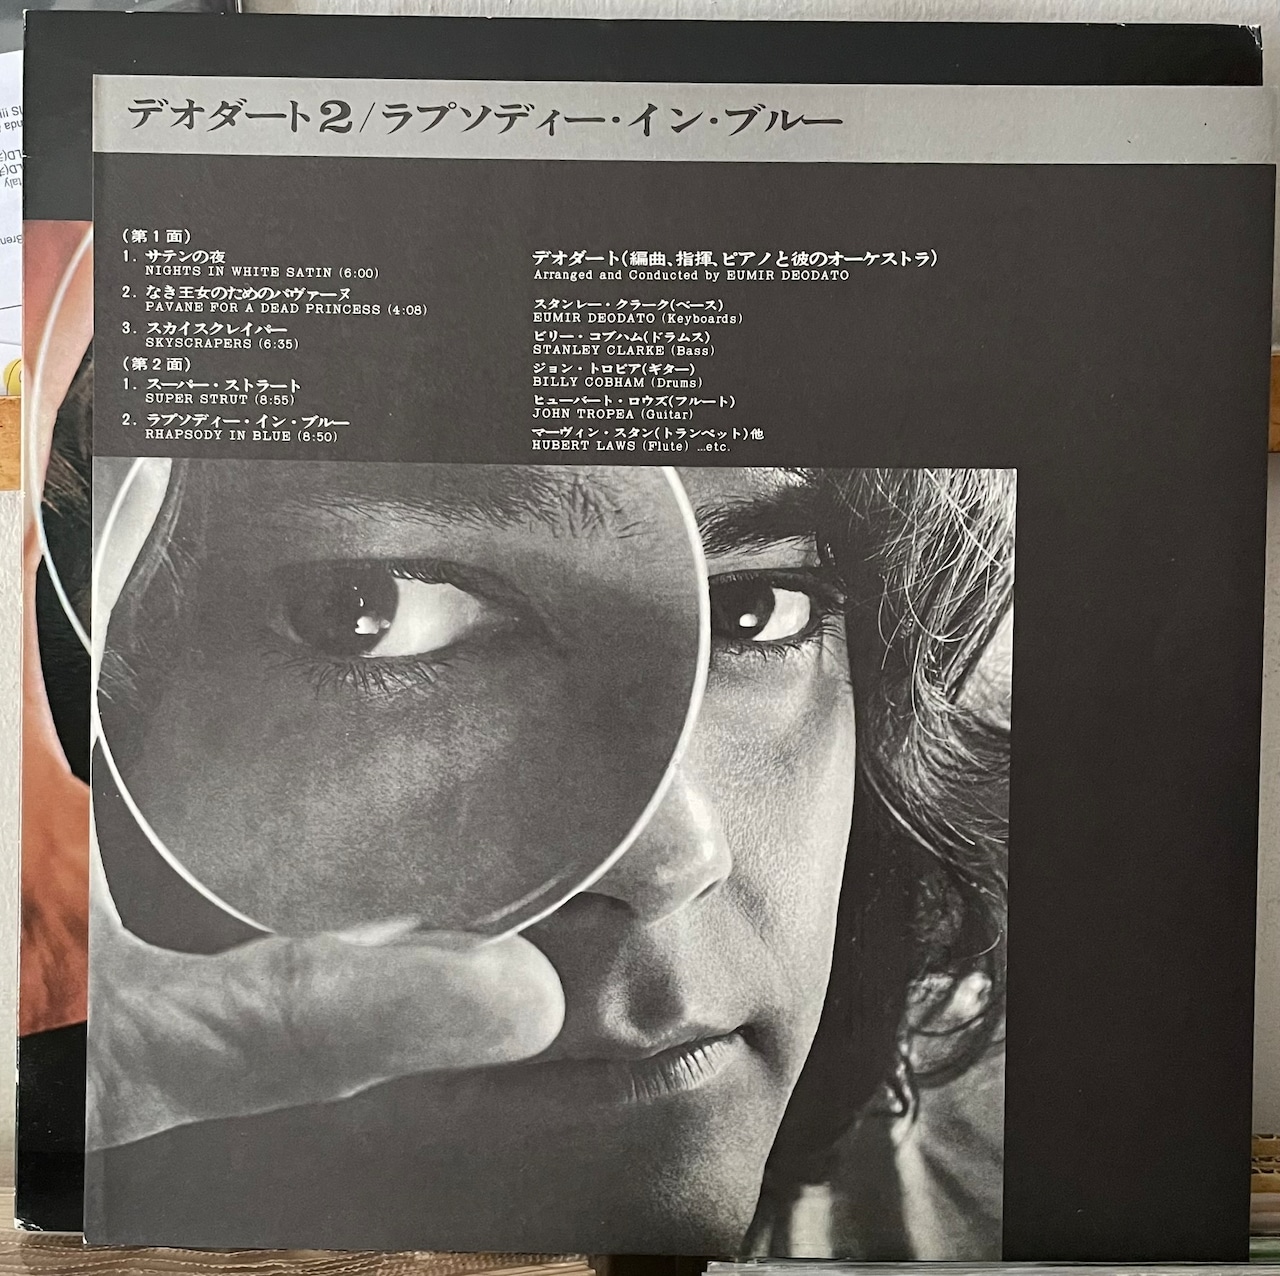 デオダート2/ラプソディー・イン・ブルー
(第1面)
1. サテンの夜
NIGHTS IN WHITE SATIN (6:00)
2. なき王女のためのパヴァーヌ
PAVANE FOR A DEAD PRINCESS (4:08)
3. スカイスクレイパー
SKYSCRAPERS (6:35)
(第2面)
1. スーパー・ストラート
SUPER STRUT (8:55)
2. ラプソディー・イン・ブルー
RHAPSODY IN BLUE (8:50)
デオダート(編曲、指揮、ピアノと彼のオーケストラ)
Arranged and Conducted by EUMIR DEODATO
スタンレー・クラーク(ベース)
EUMIR DEODATO (Keyboards)
ビリー・コブハム(ドラムス)
STANLEY CLARKE (Bass)
ジョン・トロピア(ギター)
BILLY COBHAM (Drums)
ヒューバート・ロウズ(フルート)
JOHN TROPEA (Guitar)
マーヴィン・スタン(トランペット)他
HUBERT LAWS (Flute) ...etc.